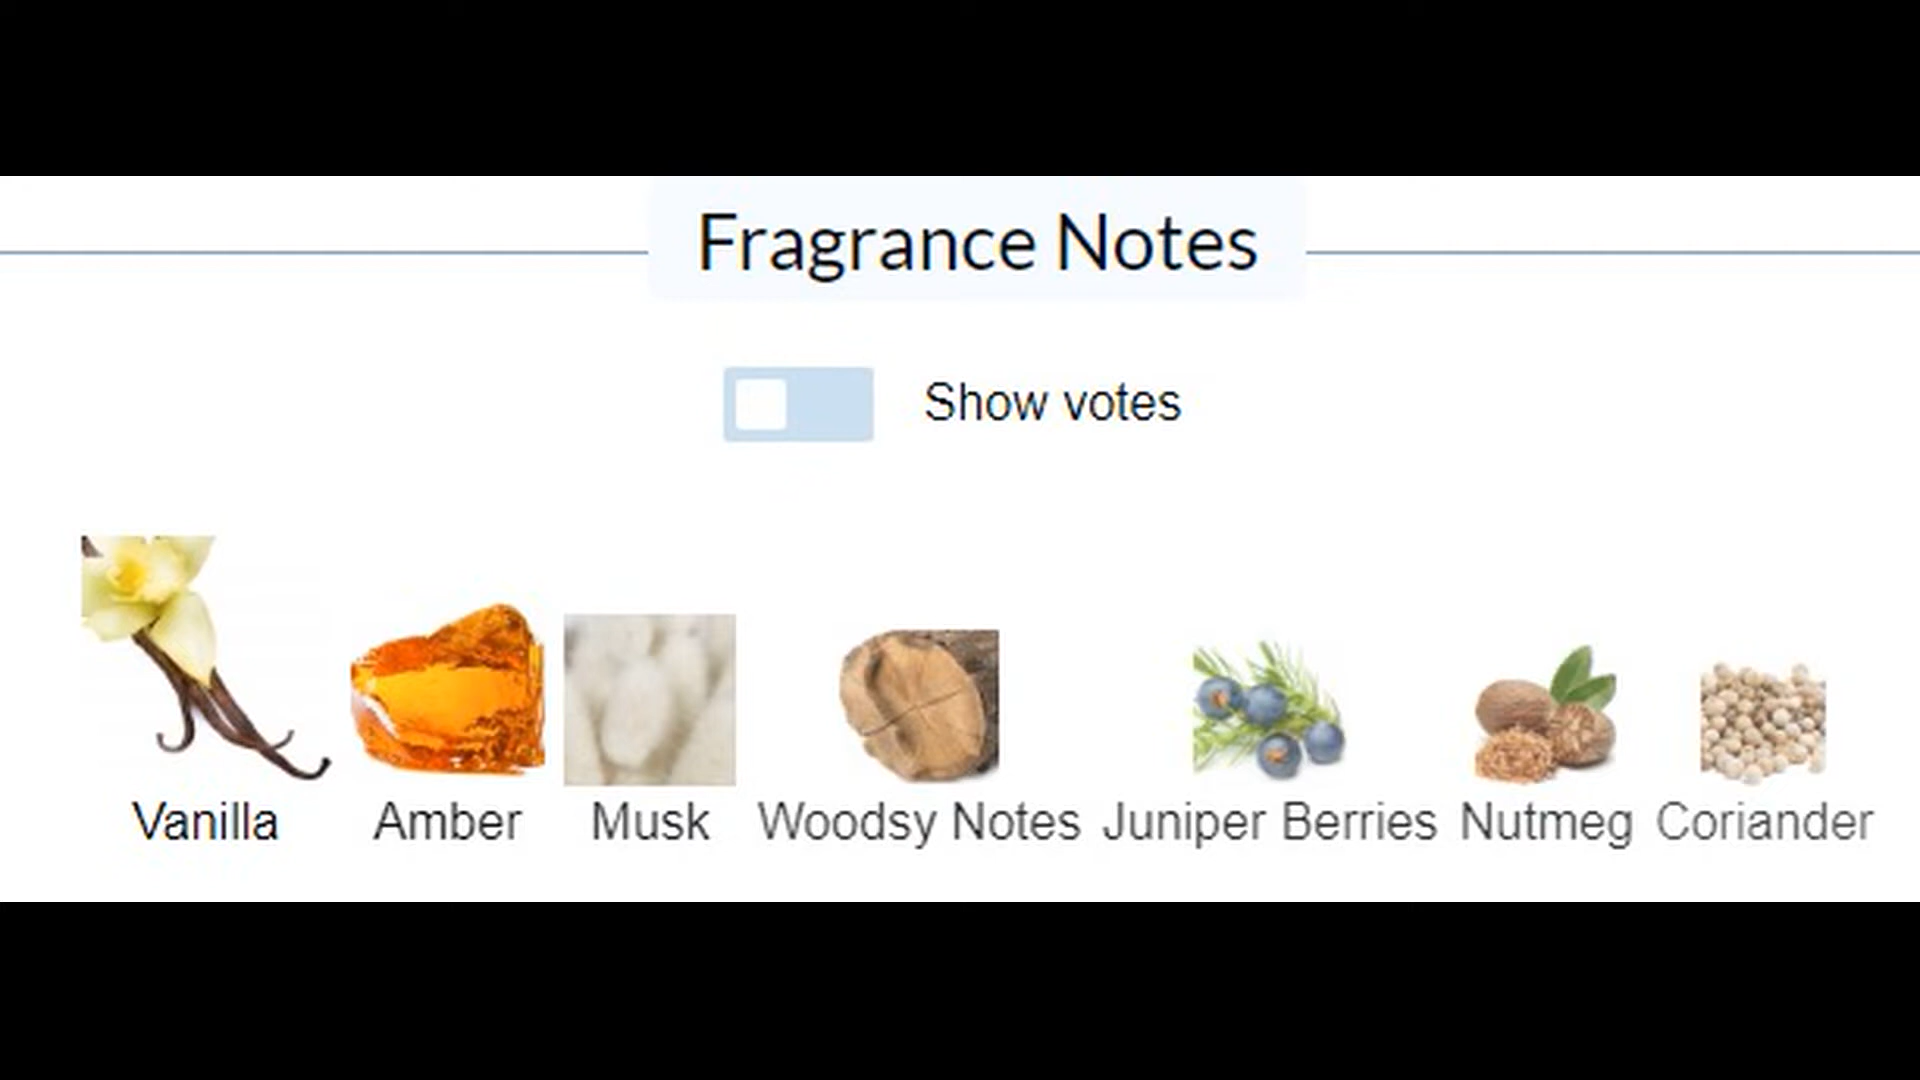 Fragrance Notes
Show votes
Vanilla Amber Musk Woodsy Notes Juniper Berries Nutmeg Coriander